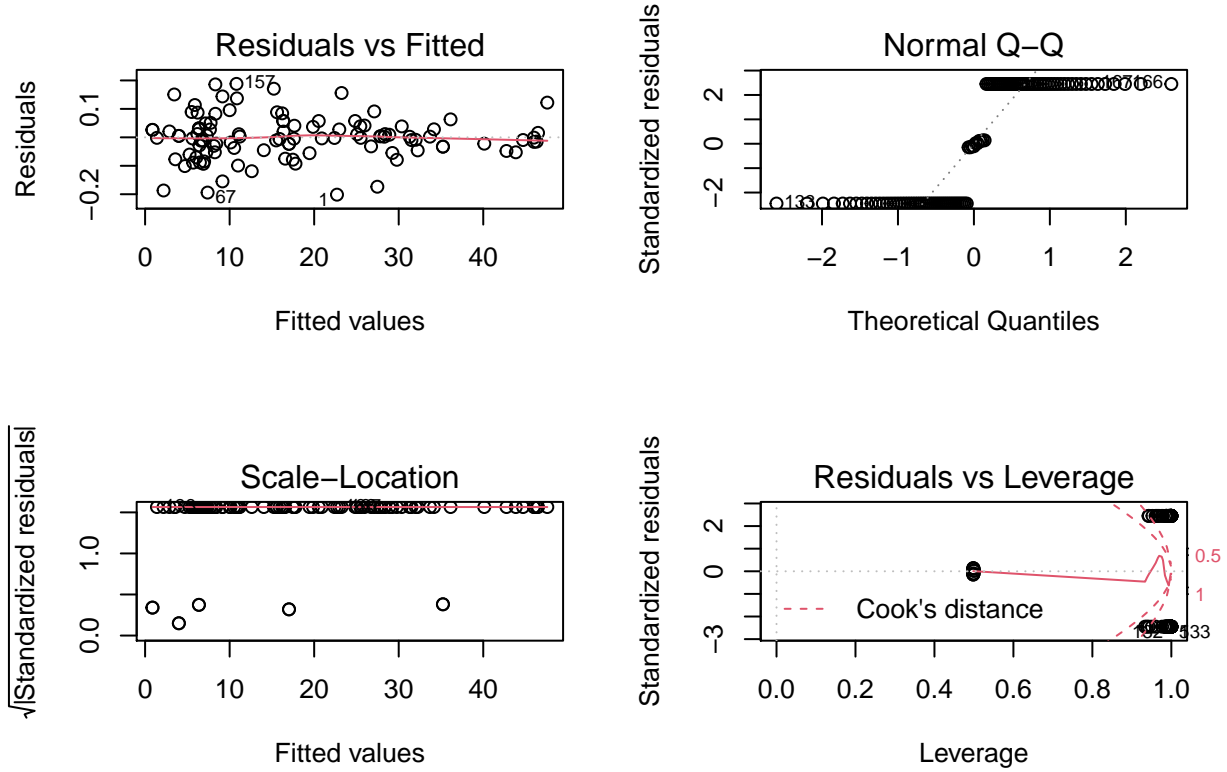 Residuals vs Fitted
Residuals
0.1
−0.2
157
67
1
0 10 20 30 40
Fitted values
Normal Q−Q
Standardized residuals
2
0
−2
133
167166
−2 −1 0 1 2
Theoretical Quantiles
Scale−Location
√|Standardized residuals|
1.0
0.0
0 10 20 30 40
Fitted values
Residuals vs Leverage
Standardized residuals
2
0
−3
0.5
1
Cook's distance
0.0 0.2 0.4 0.6 0.8 1.0
Leverage